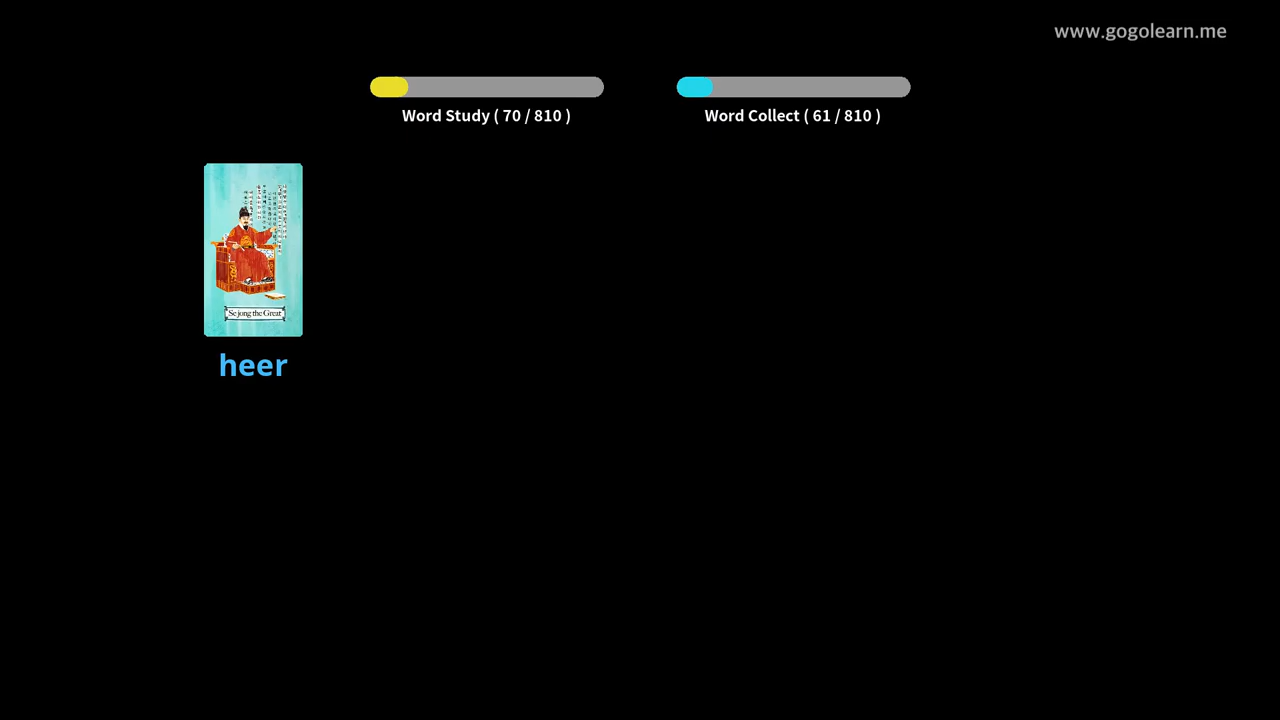 www.gogolearn.me
Word Study ( 70 / 810 )
Word Collect ( 61 / 810 )
Sejong the Great
heer